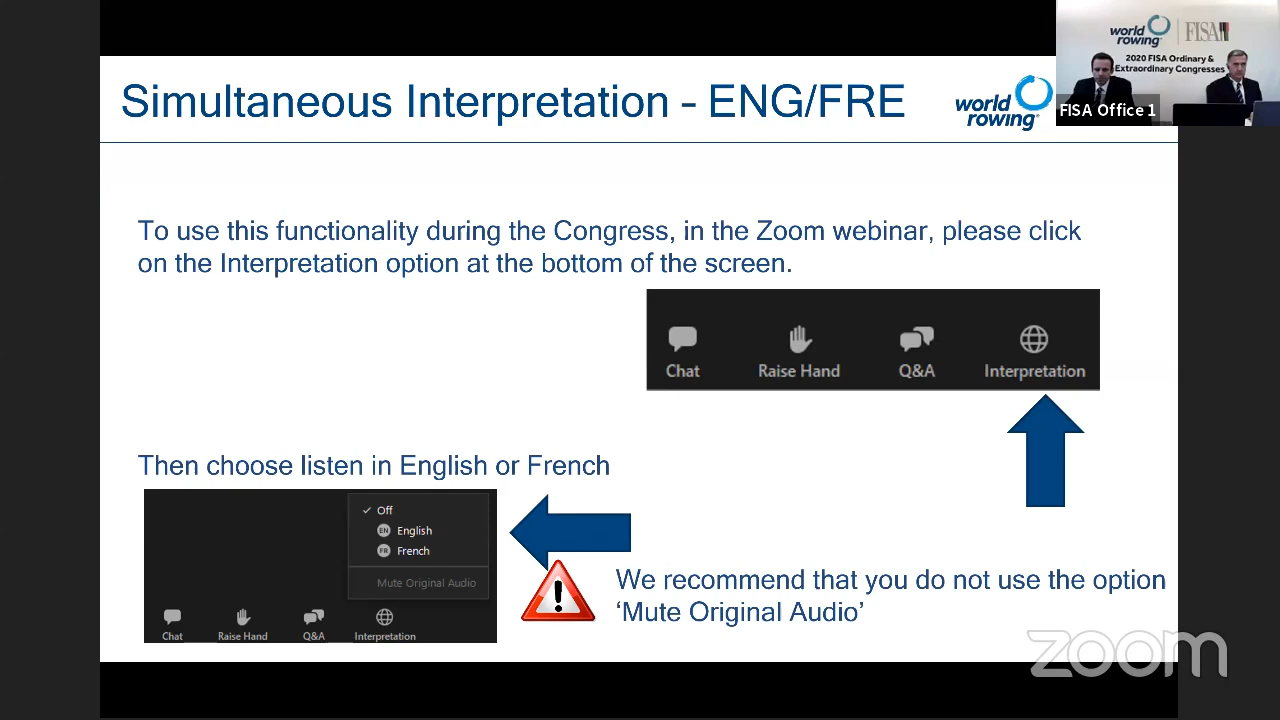 Simultaneous Interpretation - ENG/FRE
world
rowing
world
rowing
FISA
2020 FISA Ordinary &
Extraordinary Congresses
FISA Office 1
To use this functionality during the Congress, in the Zoom webinar, please click
on the Interpretation option at the bottom of the screen.
Chat
Raise Hand
Q&A
Interpretation
Then choose listen in English or French
Off
EN English
FR French
Mute Original Audio
Chat
Raise Hand
Q&A
Interpretation
!
We recommend that you do not use the option
‘Mute Original Audio’
zoom